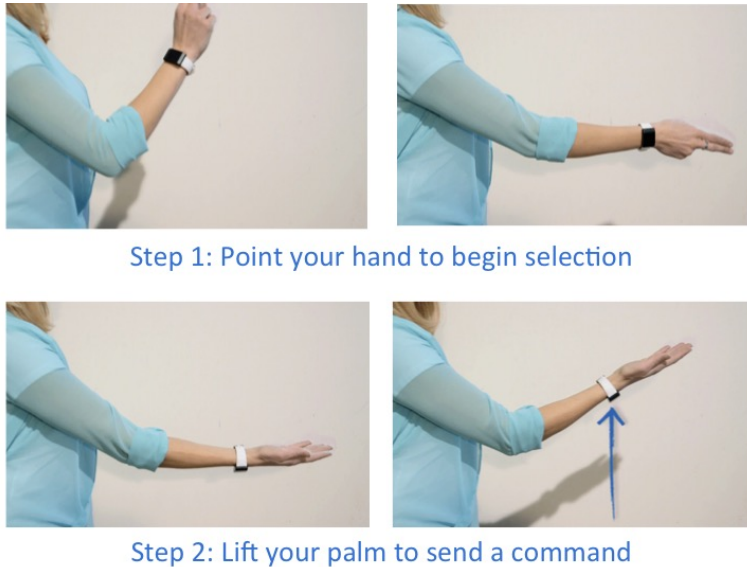 Step 1: Point your hand to begin selection
Step 2: Lift your palm to send a command